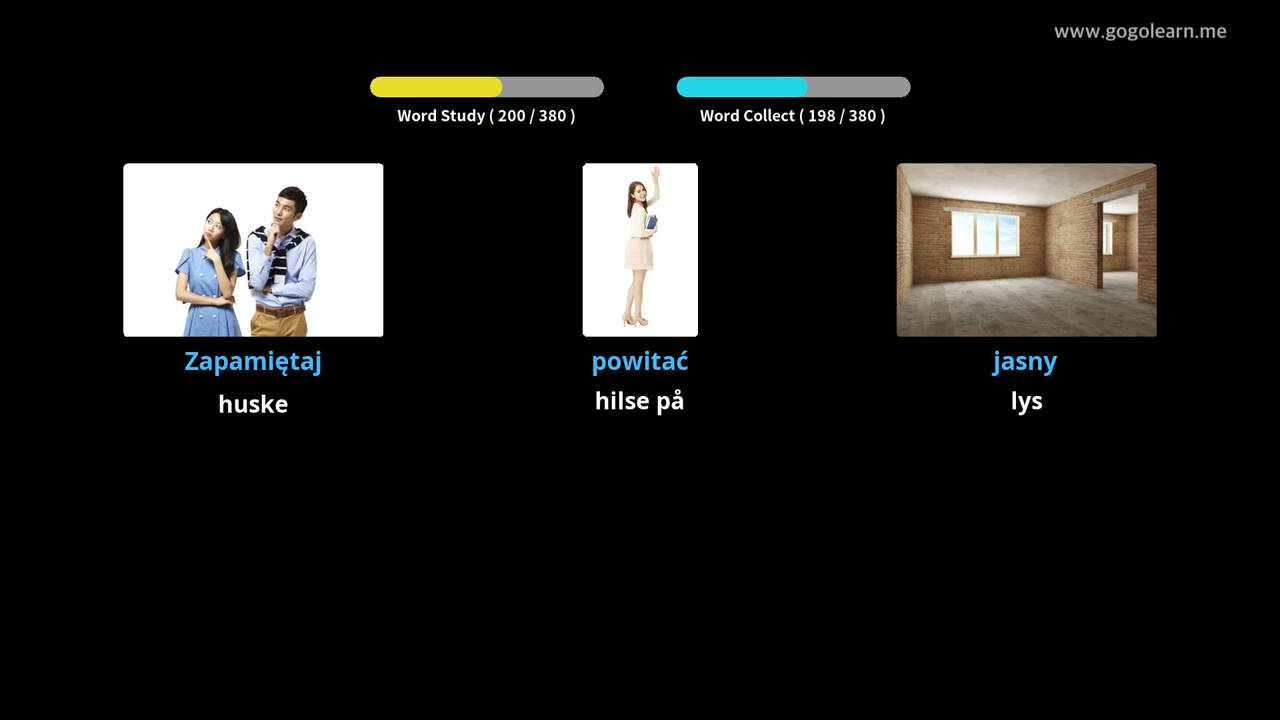 www.gogolearn.me
Word Study ( 200 / 380 )
Word Collect ( 198 / 380 )
Zapamiętaj
huske
powitać
hilse på
jasny
lys